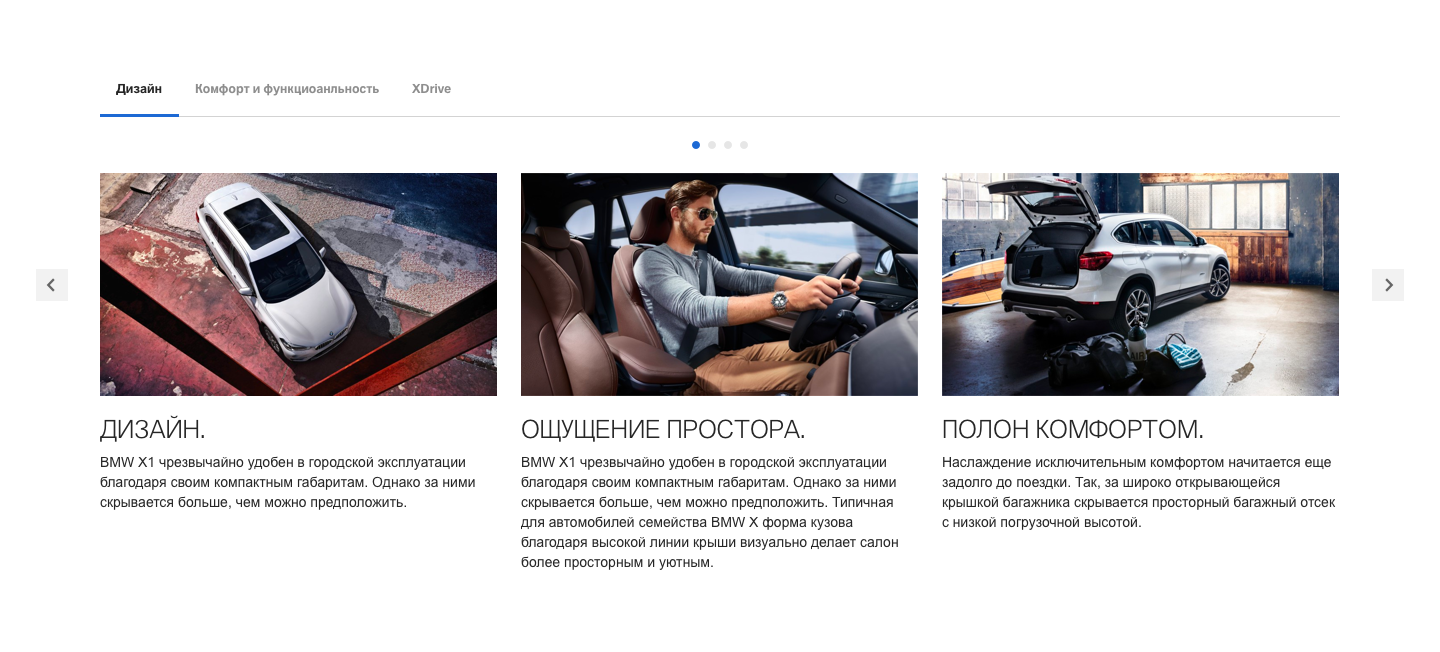 Дизайн Комфорт и функциоанльность XDrive
ДИЗАЙН. ОЩУЩЕНИЕ ПРОСТОРА. ПОЛОН КОМФОРТОМ.
BMW X1 чрезвычайно удобен в городской эксплуатации
благодаря своим компактным габаритам. Однако за ними
скрывается больше, чем можно предположить.
BMW X1 чрезвычайно удобен в городской эксплуатации
благодаря своим компактным габаритам. Однако за ними
скрывается больше, чем можно предположить. Типичная
для автомобилей семейства BMW X форма кузова
благодаря высокой линии крыши визуально делает салон
более просторным и уютным.
Наслаждение исключительным комфортом начитается еще
задолго до поездки. Так, за широко открывающейся
крышкой багажника скрывается просторный багажный отсек
с низкой погрузочной высотой.
AIR